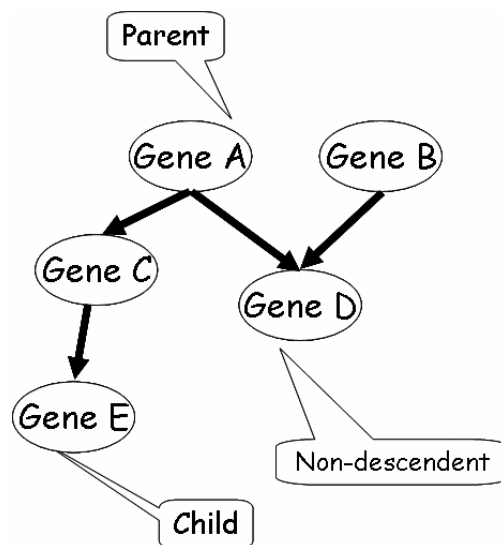 Parent
Gene A
Gene B
Gene C
Gene D
Gene E
Non-descendent
Child